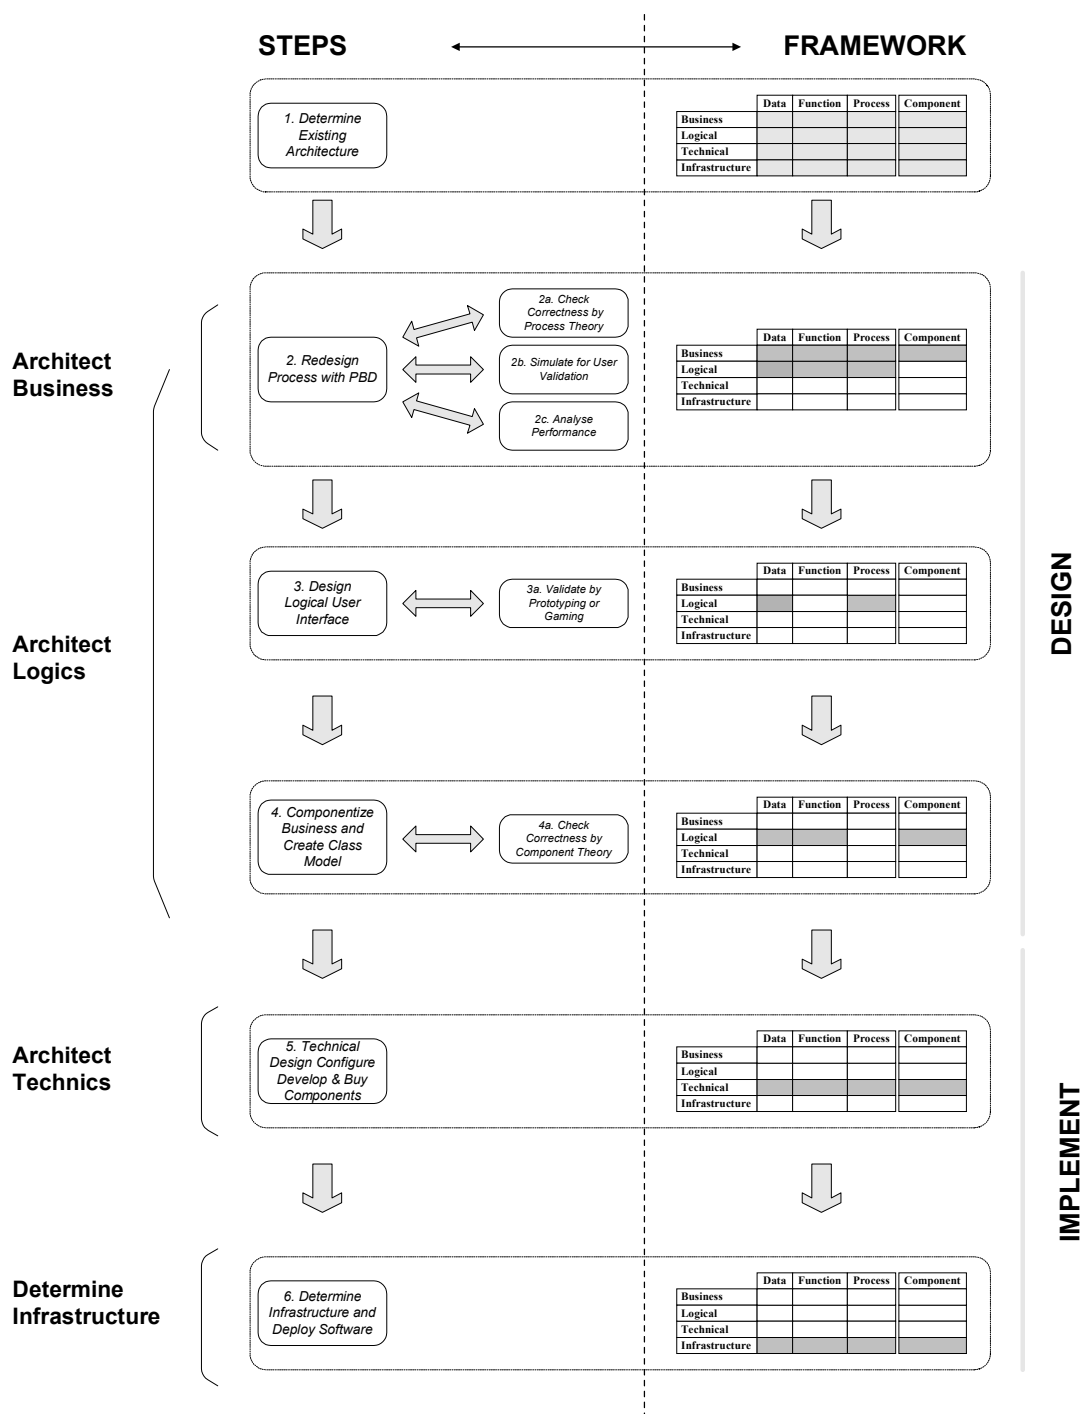 STEPS
FRAMEWORK
1. Determine
Existing
Architecture
Data Function Process Component
Business
Logical
Technical
Infrastructure
Architect
Business
2. Redesign
Process with PBD
2a. Check
Correctness by
Process Theory
2b. Simulate for User
Validation
2c. Analyse
Performance
Data Function Process Component
Business
Logical
Technical
Infrastructure
DESIGN
Architect
Logics
3. Design
Logical User
Interface
3a. Validate by
Prototyping or
Gaming
Data Function Process Component
Business
Logical
Technical
Infrastructure
4. Componentize
Business and
Create Class
Model
4a. Check
Correctness by
Component Theory
Data Function Process Component
Business
Logical
Technical
Infrastructure
Architect
Technics
5. Technical
Design Configure
Develop & Buy
Components
Data Function Process Component
Business
Logical
Technical
Infrastructure
IMPLEMENT
Determine
Infrastructure
6. Determine
Infrastructure and
Deploy Software
Data Function Process Component
Business
Logical
Technical
Infrastructure